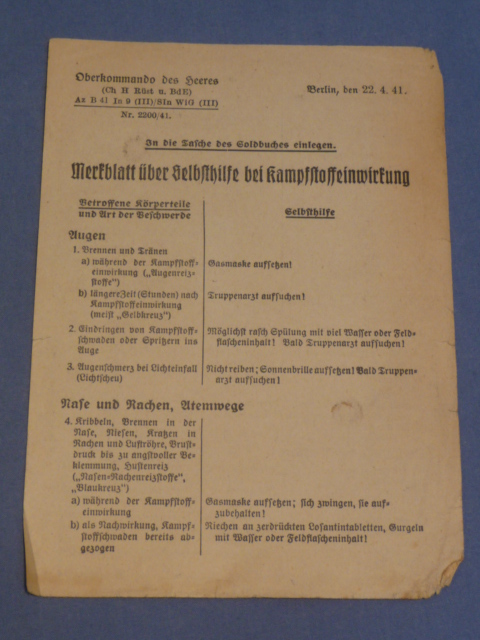 Oberkommando des Heeres
(Ch H Rüst u. BdE)
Az B 41 In 9 (III)/SIn WiG (III)
Nr. 2200/41.
Berlin, den 22. 4. 41.
In die Tasche des Soldbuches einlegen.
Merkblatt über Selbsthilfe bei Kampfstoffeinwirkung
Betroffene Körperteile
und Art der Beschwerde
Selbsthilfe
Augen
1. Brennen und Tränen
a) während der Kampfstoff-
einwirkung („Augenreiz-
stoffe“)
Gasmaske aufsetzen!
b) längere Zeit (Stunden) nach
Kampfstoffeinwirkung
(meist „Gelbkreuz“)
Truppenarzt aufsuchen!
2. Eindringen von Kampfstoff-
schwaden oder Spritzern ins
Auge
Möglichst rasch Spülung mit viel Wasser oder Feld-
flascheninhalt! Bald Truppenarzt aufsuchen!
3. Augenschmerz bei Lichteinfall
(Lichtscheu)
Nicht reiben; Sonnenbrille aufsetzen! Bald Truppen-
arzt aufsuchen!
Nase und Rachen, Atemwege
4. Kribbeln, Brennen in der
Nase, Niesen, Kratzen in
Rachen und Luftröhre, Brust-
druck bis zu angstvoller Be-
klemmung, Hustenreiz
(„Nasen-Rachenreizstoffe“,
„Blaukreuz“)
a) während der Kampfstoff-
einwirkung
Gasmaske aufsetzen; sich zwingen, sie auf-
zubehalten!
b) als Nachwirkung, Kampf-
stoffschwaden bereits ab-
gezogen
Riechen an zerdrückten Losantintabletten, Gurgeln
mit Wasser oder Feldflascheninhalt!